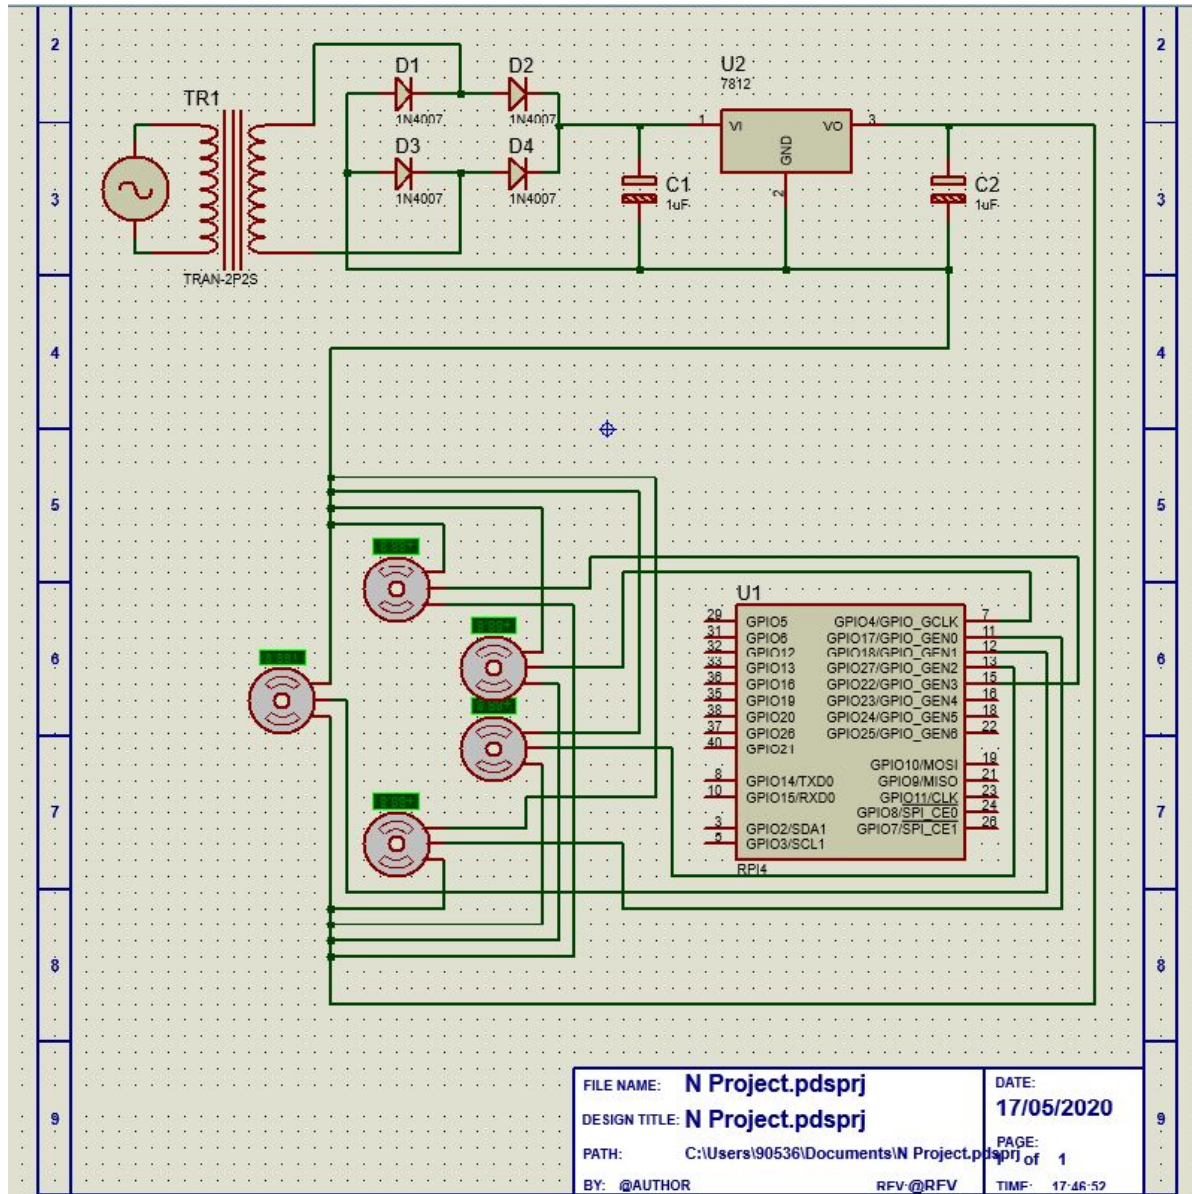 2
2
D1
D2
U2
7812
TR1
1N4007
1N4007
1
VI
VO
3
D3
D4
GND
C1
1uF
C2
1uF
3
3
1N4007
1N4007
2
TRAN-2P2S
4
4
5
5
U1
29
GPIO5
GPIO4/GPIO_GCLK
7
31
GPIO6
GPIO17/GPIO_GEN0
11
32
GPIO12
GPIO18/GPIO_GEN1
12
33
GPIO13
GPIO27/GPIO_GEN2
13
36
GPIO16
GPIO22/GPIO_GEN3
15
35
GPIO19
GPIO23/GPIO_GEN4
16
38
GPIO20
GPIO24/GPIO_GEN5
18
37
GPIO26
GPIO25/GPIO_GEN6
22
40
GPIO21
6
6
GPIO10/MOSI
19
8
GPIO14/TXD0
GPIO9/MISO
21
10
GPIO15/RXD0
GPIO11/CLK
23
GPIO8/SPI_CE0
24
3
GPIO2/SDA1
GPIO7/SPI_CE1
26
5
GPIO3/SCL1
RPI4
7
7
8
8
9
9
FILE NAME: N Project.pdsprj
DESIGN TITLE: N Project.pdsprj
PATH: C:\Users\90536\Documents\N Project.pdsprj
BY: @AUTHOR REV:@REV
DATE:
17/05/2020
PAGE:
1 of 1
TIME: 17:46:52